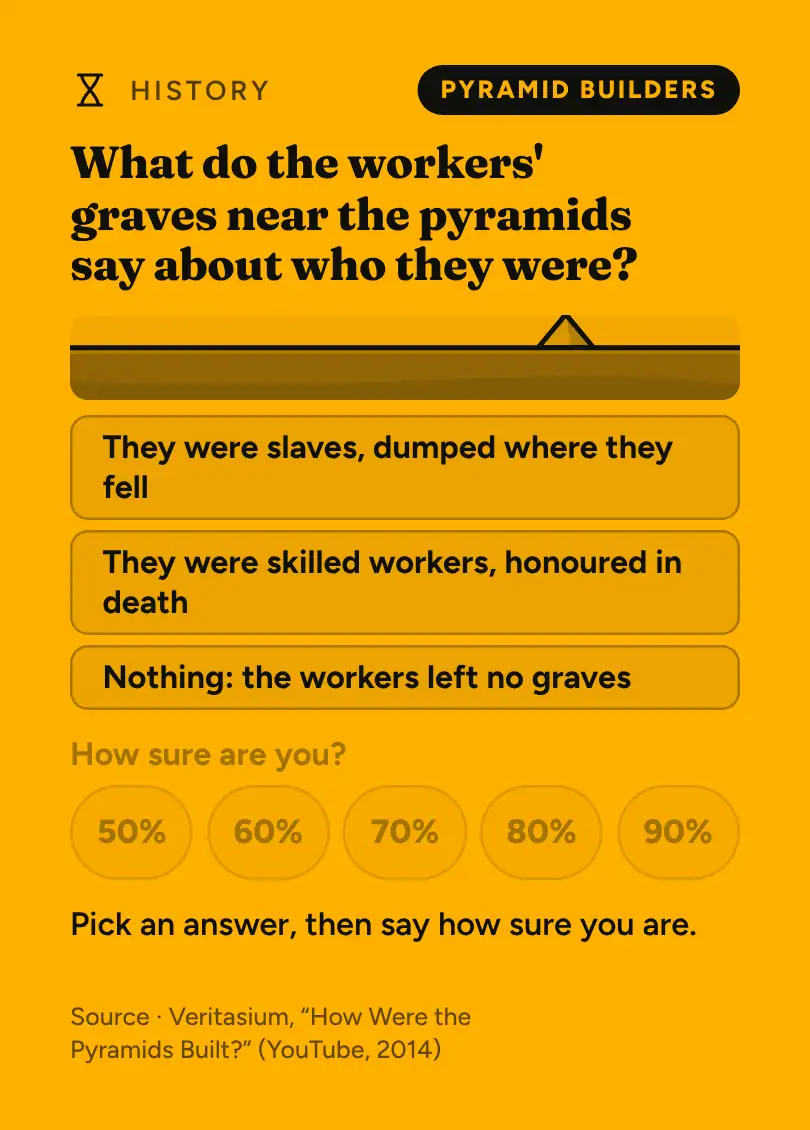 HISTORY
PYRAMID BUILDERS
What do the workers'
graves near the pyramids
say about who they were?
They were slaves, dumped where they
fell
They were skilled workers, honoured in
death
Nothing: the workers left no graves
How sure are you?
50% 60% 70% 80% 90%
Pick an answer, then say how sure you are.
Source · Veritasium, “How Were the
Pyramids Built?” (YouTube, 2014)